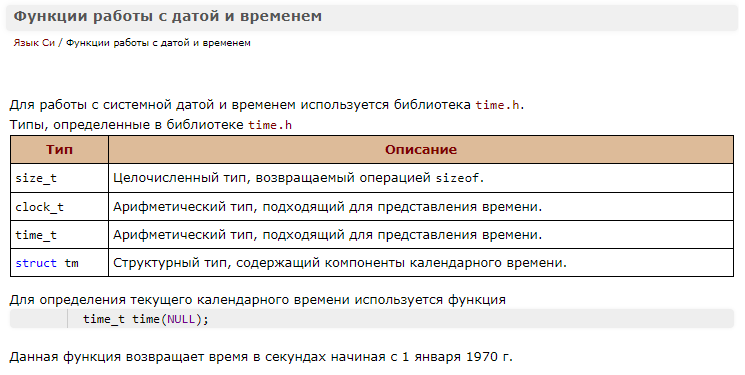 Функции работы с датой и временем
Язык Си / Функции работы с датой и временем
Для работы с системной датой и временем используется библиотека time.h.
Типы, определенные в библиотеке time.h
Тип Описание
size_t Целочисленный тип, возвращаемый операцией sizeof.
clock_t Арифметический тип, подходящий для представления времени.
time_t Арифметический тип, подходящий для представления времени.
struct tm Структурный тип, содержащий компоненты календарного времени.
Для определения текущего календарного времени используется функция
time_t time(NULL);
Данная функция возвращает время в секундах начиная с 1 января 1970 г.